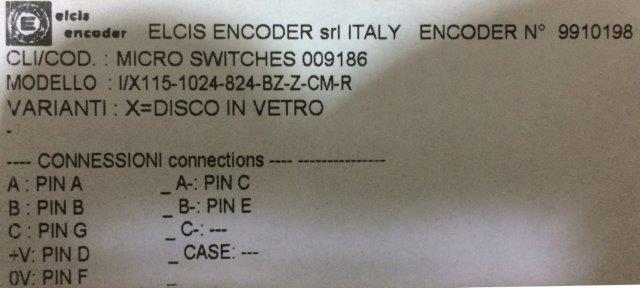 elcis
encoder ELCIS ENCODER srl ITALY ENCODER N° 9910198
CLI/COD. : MICRO SWITCHES 009186
MODELLO : I/X115-1024-824-BZ-Z-CM-R
VARIANTI : X=DISCO IN VETRO
-
---- CONNESSIONI connections ---- ---------------
A : PIN A _ A-: PIN C
B : PIN B _ B-: PIN E
C : PIN G _ C-: ---
+V: PIN D _ CASE: ---
0V: PIN F _